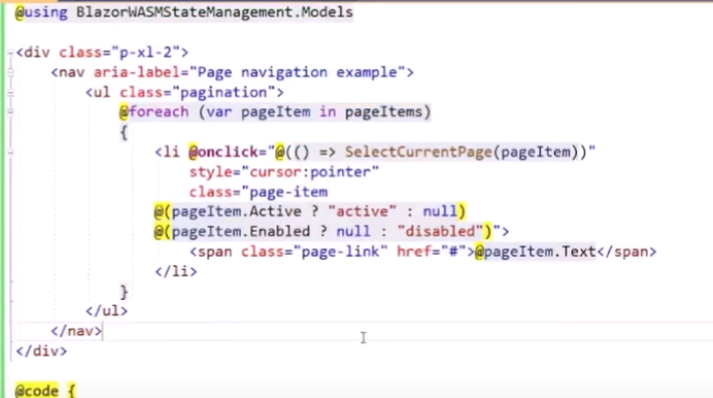 @using BlazorWASMStateManagement.Models
<div class="p-xl-2">
<nav aria-label="Page navigation example">
<ul class="pagination">
@foreach (var pageItem in pageItems)
{
<li @onclick="@(() => SelectCurrentPage(pageItem))"
style="cursor:pointer"
class="page-item
@(pageItem.Active ? "active" : null)
@(pageItem.Enabled ? null : "disabled")">
<span class="page-link" href="#">@pageItem.Text</span>
</li>
}
</ul>
</nav>
</div>
@code {